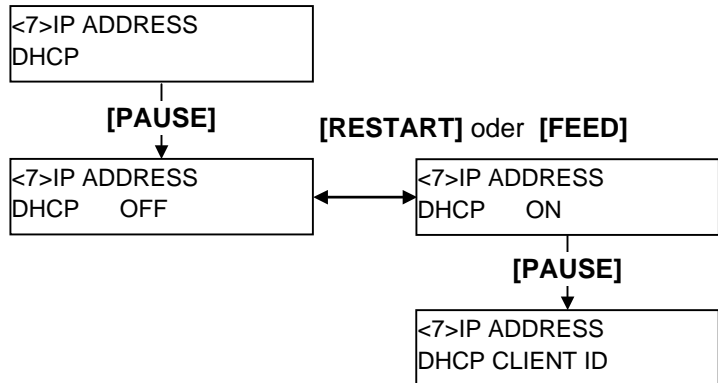 <7>IP ADDRESS
DHCP
[PAUSE]
[RESTART] oder [FEED]
<7>IP ADDRESS
DHCP OFF
<7>IP ADDRESS
DHCP ON
[PAUSE]
<7>IP ADDRESS
DHCP CLIENT ID